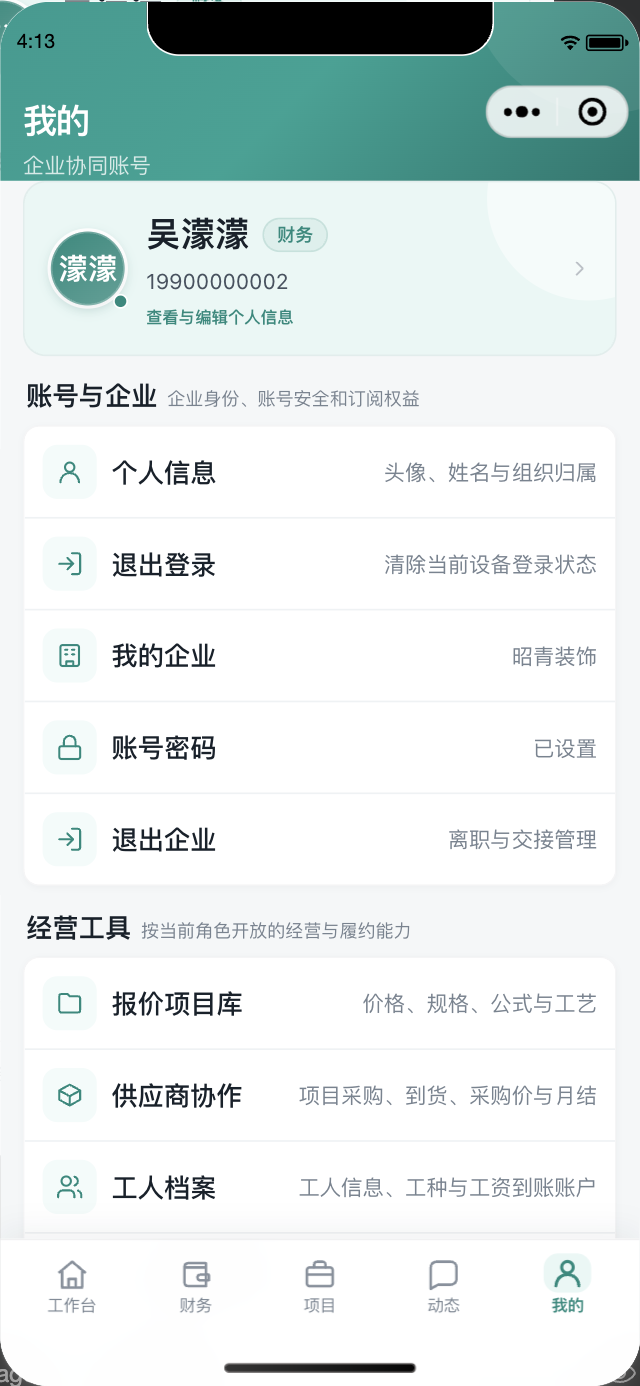 4:13
我的
企业协同账号
濛濛
吴濛濛 财务
19900000002
查看与编辑个人信息
账号与企业 企业身份、账号安全和订阅权益
个人信息 头像、姓名与组织归属
退出登录 清除当前设备登录状态
我的企业 昭青装饰
账号密码 已设置
退出企业 离职与交接管理
经营工具 按当前角色开放的经营与履约能力
报价项目库 价格、规格、公式与工艺
供应商协作 项目采购、到货、采购价与月结
工人档案 工人信息、工种与工资到账账户
工作台 财务 项目 动态 我的